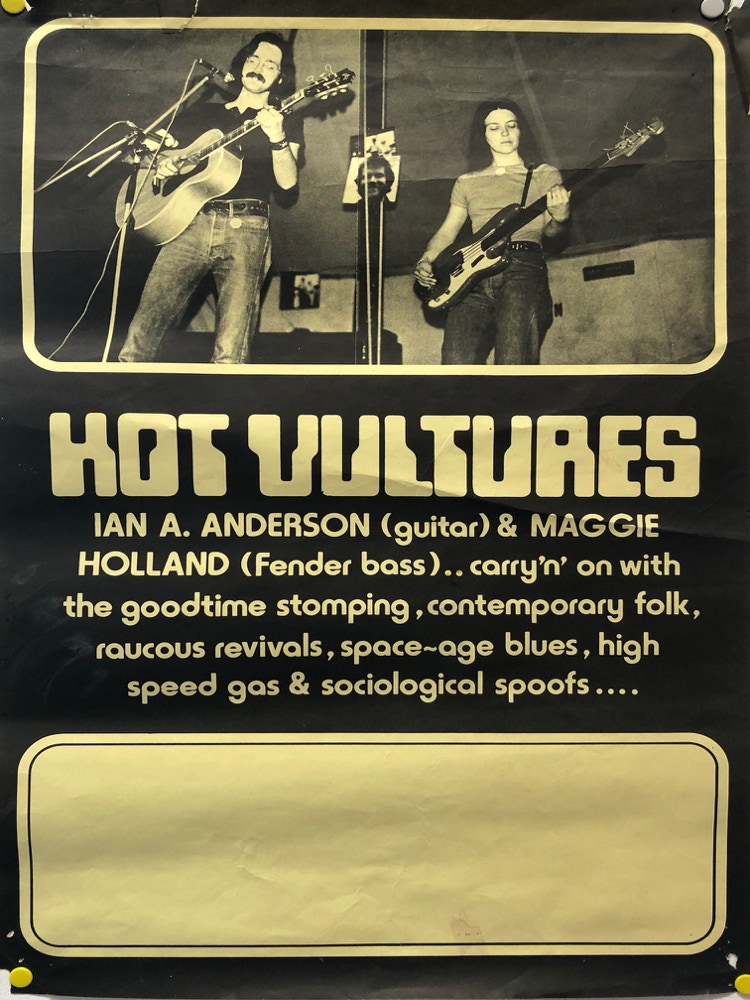 HOT VULTURES
IAN A. ANDERSON (guitar) & MAGGIE
HOLLAND (Fender bass).. carry'n' on with
the goodtime stomping, contemporary folk,
raucous revivals, space~age blues, high
speed gas & sociological spoofs....